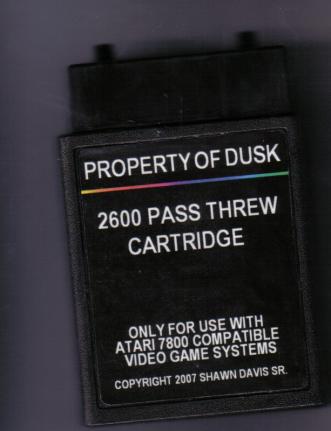 PROPERTY OF DUSK
2600 PASS THREW
CARTRIDGE
ONLY FOR USE WITH
ATARI 7800 COMPATIBLE
VIDEO GAME SYSTEMS
COPYRIGHT 2007 SHAWN DAVIS SR.